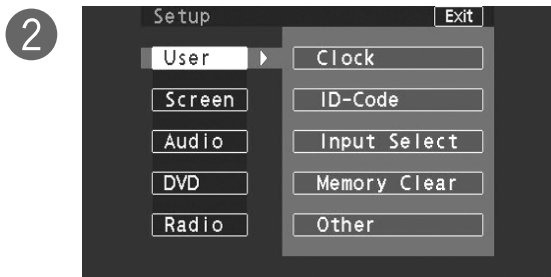 2
Setup Exit
User Clock
Screen ID-Code
Audio Input Select
DVD Memory Clear
Radio Other